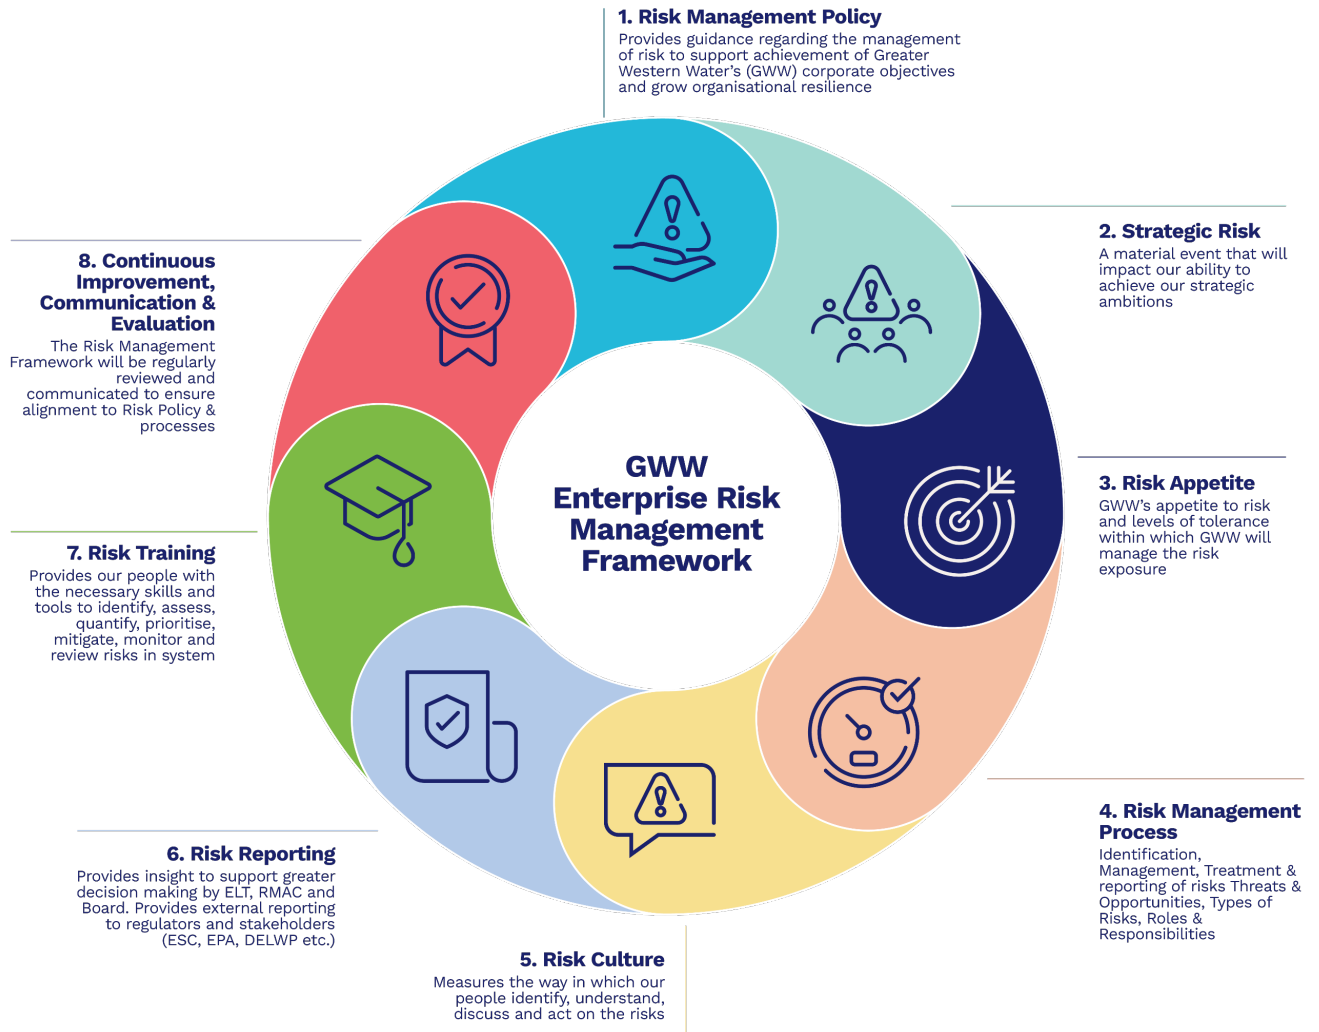 1. Risk Management Policy
Provides guidance regarding the management
of risk to support achievement of Greater
Western Water’s (GWW) corporate objectives
and grow organisational resilience
2. Strategic Risk
A material event that will
impact our ability to
achieve our strategic
ambitions
3. Risk Appetite
GWW’s appetite to risk
and levels of tolerance
within which GWW will
manage the risk
exposure
4. Risk Management
Process
Identification,
Management, Treatment &
reporting of risks Threats &
Opportunities, Types of
Risks, Roles &
Responsibilities
5. Risk Culture
Measures the way in which our
people identify, understand,
discuss and act on the risks
6. Risk Reporting
Provides insight to support greater
decision making by ELT, RMAC and
Board. Provides external reporting
to regulators and stakeholders
(ESC, EPA, DELWP etc.)
7. Risk Training
Provides our people with
the necessary skills and
tools to identify, assess,
quantify, prioritise,
mitigate, monitor and
review risks in system
8. Continuous
Improvement,
Communication &
Evaluation
The Risk Management
Framework will be regularly
reviewed and
communicated to ensure
alignment to Risk Policy &
processes
GWW
Enterprise Risk
Management
Framework